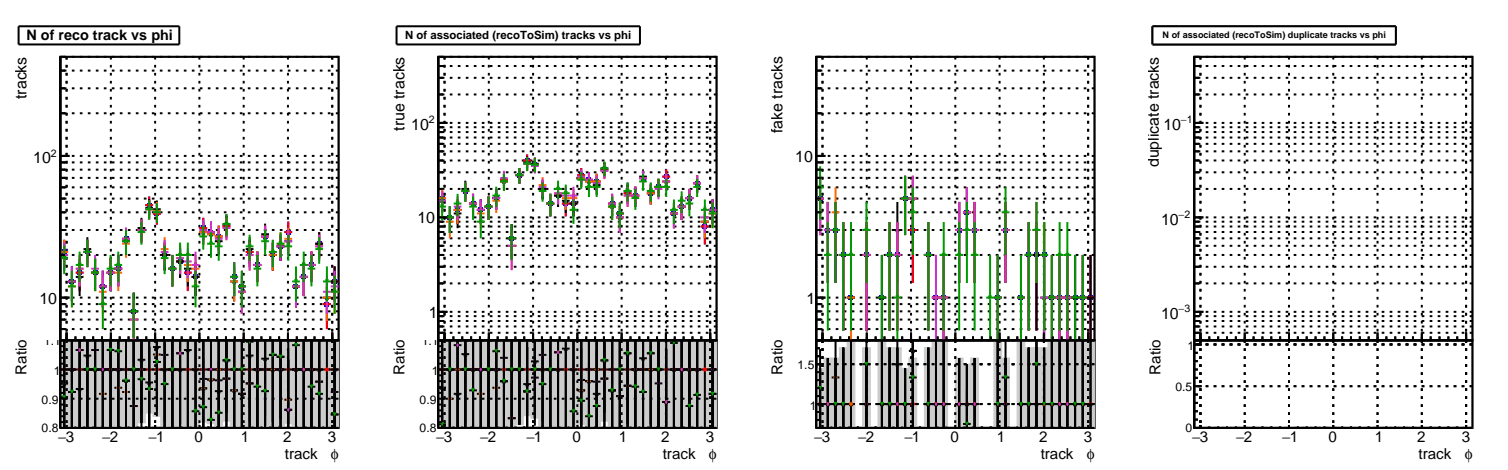 N of reco track vs phi
tracks
10²
10
Ratio
1.1
1
0.9
0.8
−3 −2 −1 0 1 2 3
track φ
N of associated (recoToSim) tracks vs phi
true tracks
10²
10
1
Ratio
1.1
1
0.9
0.8
−3 −2 −1 0 1 2 3
track φ
fake tracks
10
1
Ratio
1.5
1
−3 −2 −1 0 1 2 3
track φ
N of associated (recoToSim) duplicate tracks vs phi
duplicate tracks
10⁻¹
10⁻²
10⁻³
Ratio
1
0.5
0
−3 −2 −1 0 1 2 3
track φ